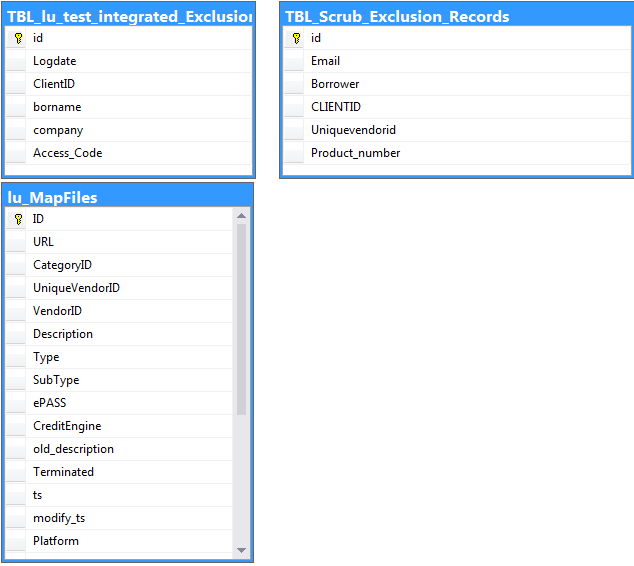 TBL_lu_test_integrated_Exclusion
id
Logdate
ClientID
borname
company
Access_Code
TBL_Scrub_Exclusion_Records
id
Email
Borrower
CLIENTID
Uniquevendorid
Product_number
lu_MapFiles
ID
URL
CategoryID
UniqueVendorID
VendorID
Description
Type
SubType
ePASS
CreditEngine
old_description
Terminated
ts
modify_ts
Platform